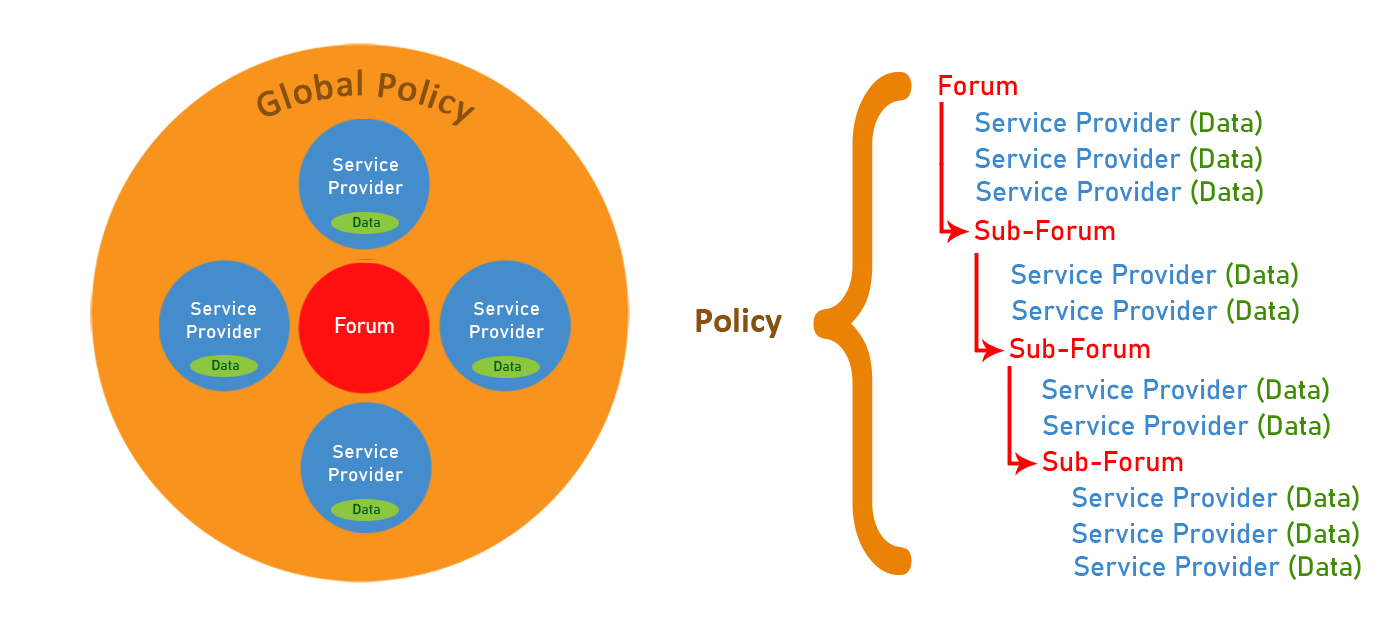 Global Policy
Service
Provider
Data
Service
Provider
Data
Forum
Service
Provider
Data
Service
Provider
Data
Policy
Forum
Service Provider (Data)
Service Provider (Data)
Service Provider (Data)
Sub-Forum
Service Provider (Data)
Service Provider (Data)
Sub-Forum
Service Provider (Data)
Service Provider (Data)
Sub-Forum
Service Provider (Data)
Service Provider (Data)
Service Provider (Data)